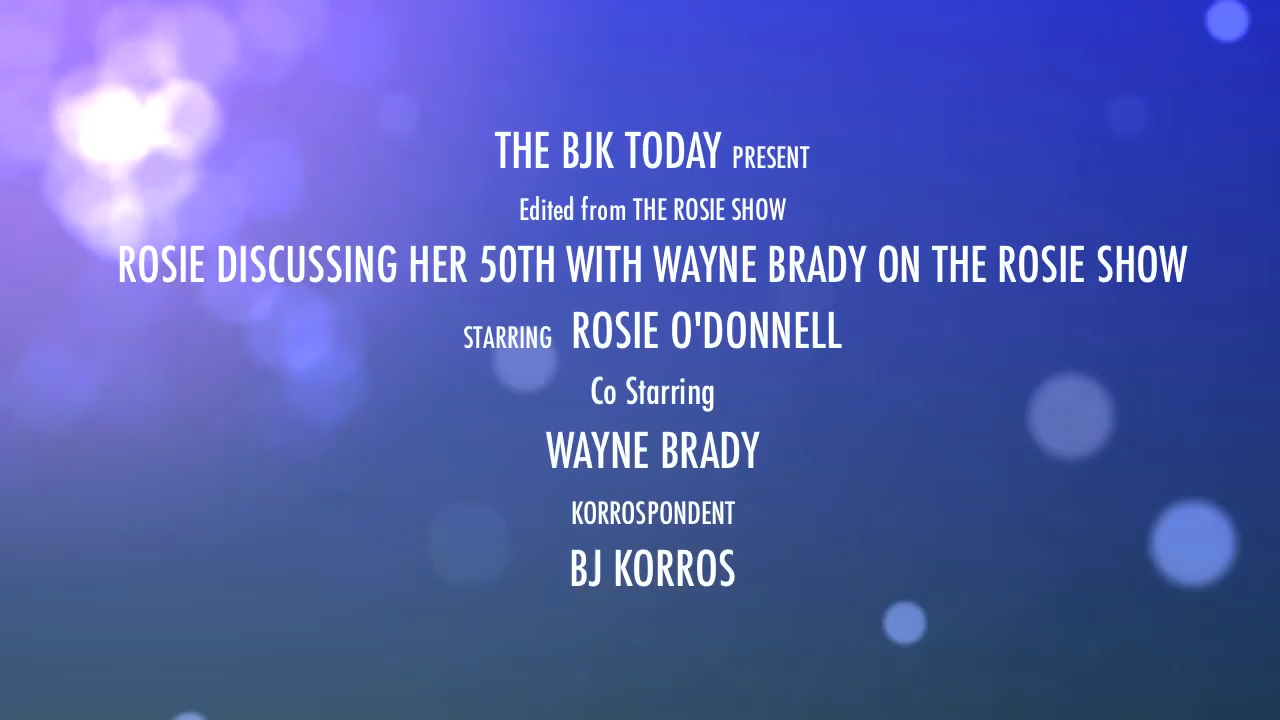 THE BJK TODAY PRESENT
Edited from THE ROSIE SHOW
ROSIE DISCUSSING HER 50TH WITH WAYNE BRADY ON THE ROSIE SHOW
STARRING ROSIE O'DONNELL
Co Starring
WAYNE BRADY
KORROSPONDENT
BJ KORROS